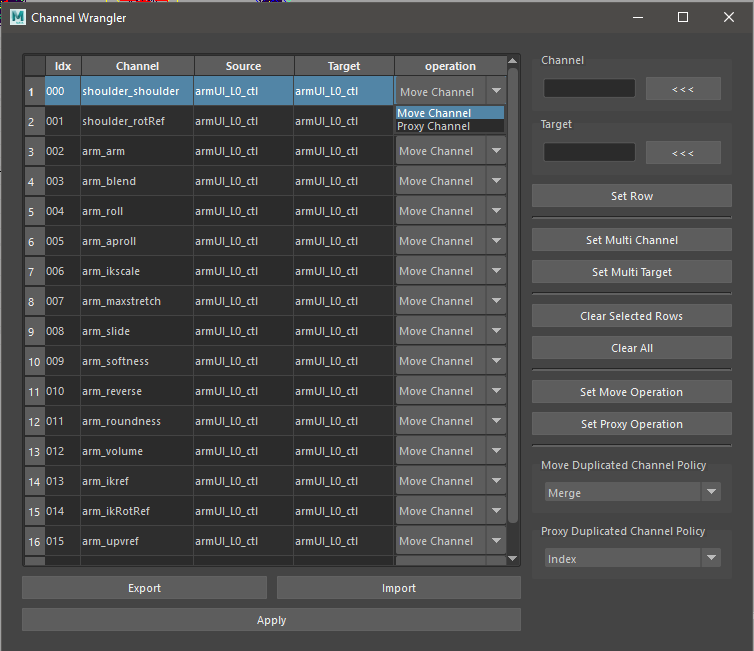 M Channel Wrangler
Idx Channel Source Target operation
1 000 shoulder_shoulder armUI_L0_ctl armUI_L0_ctl Move Channel
Move Channel
Proxy Channel
2 001 shoulder_rotRef armUI_L0_ctl armUI_L0_ctl
3 002 arm_arm armUI_L0_ctl armUI_L0_ctl Move Channel
4 003 arm_blend armUI_L0_ctl armUI_L0_ctl Move Channel
5 004 arm_roll armUI_L0_ctl armUI_L0_ctl Move Channel
6 005 arm_aproll armUI_L0_ctl armUI_L0_ctl Move Channel
7 006 arm_ikscale armUI_L0_ctl armUI_L0_ctl Move Channel
8 007 arm_maxstretch armUI_L0_ctl armUI_L0_ctl Move Channel
9 008 arm_slide armUI_L0_ctl armUI_L0_ctl Move Channel
10 009 arm_softness armUI_L0_ctl armUI_L0_ctl Move Channel
11 010 arm_reverse armUI_L0_ctl armUI_L0_ctl Move Channel
12 011 arm_roundness armUI_L0_ctl armUI_L0_ctl Move Channel
13 012 arm_volume armUI_L0_ctl armUI_L0_ctl Move Channel
14 013 arm_ikref armUI_L0_ctl armUI_L0_ctl Move Channel
15 014 arm_ikRotRef armUI_L0_ctl armUI_L0_ctl Move Channel
16 015 arm_upvref armUI_L0_ctl armUI_L0_ctl Move Channel
Export Import
Apply
Channel
<<<
Target
<<<
Set Row
Set Multi Channel
Set Multi Target
Clear Selected Rows
Clear All
Set Move Operation
Set Proxy Operation
Move Duplicated Channel Policy
Merge
Proxy Duplicated Channel Policy
Index